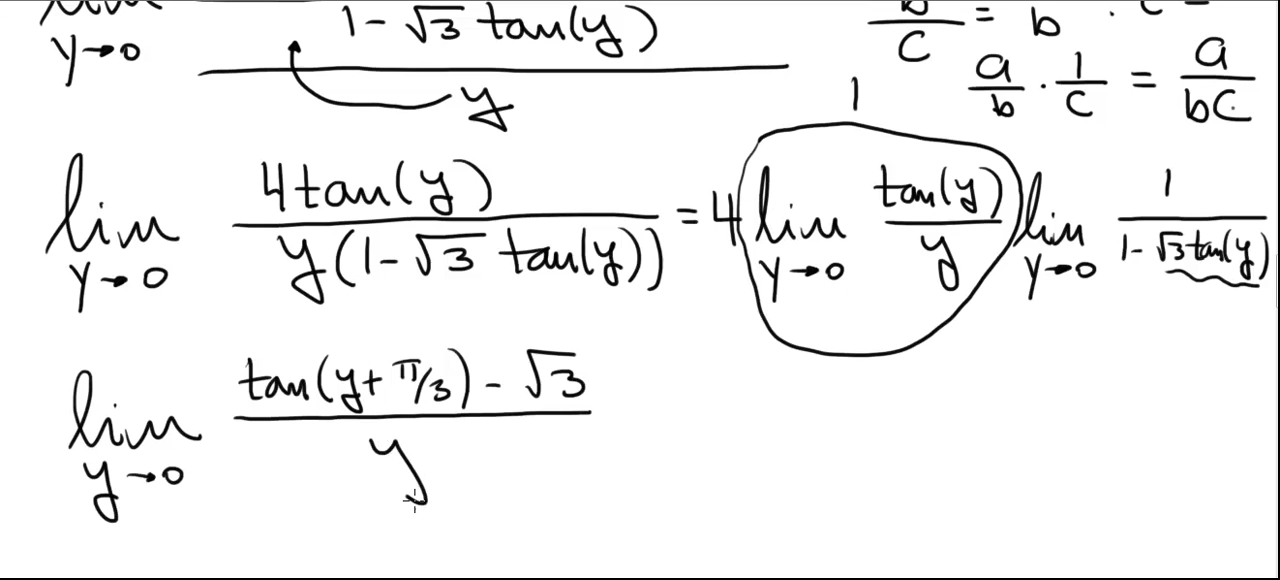 lim y→0 (1 - √3 tan(y)) / y
/c = b · c
a/b · 1/c = a/bc
1
lim y→0 4tan(y) / y(1-√3 tan(y)) = 4 lim y→0 tan(y)/y lim y→0 1 / 1-√3 tan(y)
lim y→0 tan(y+π/3) - √3 / y